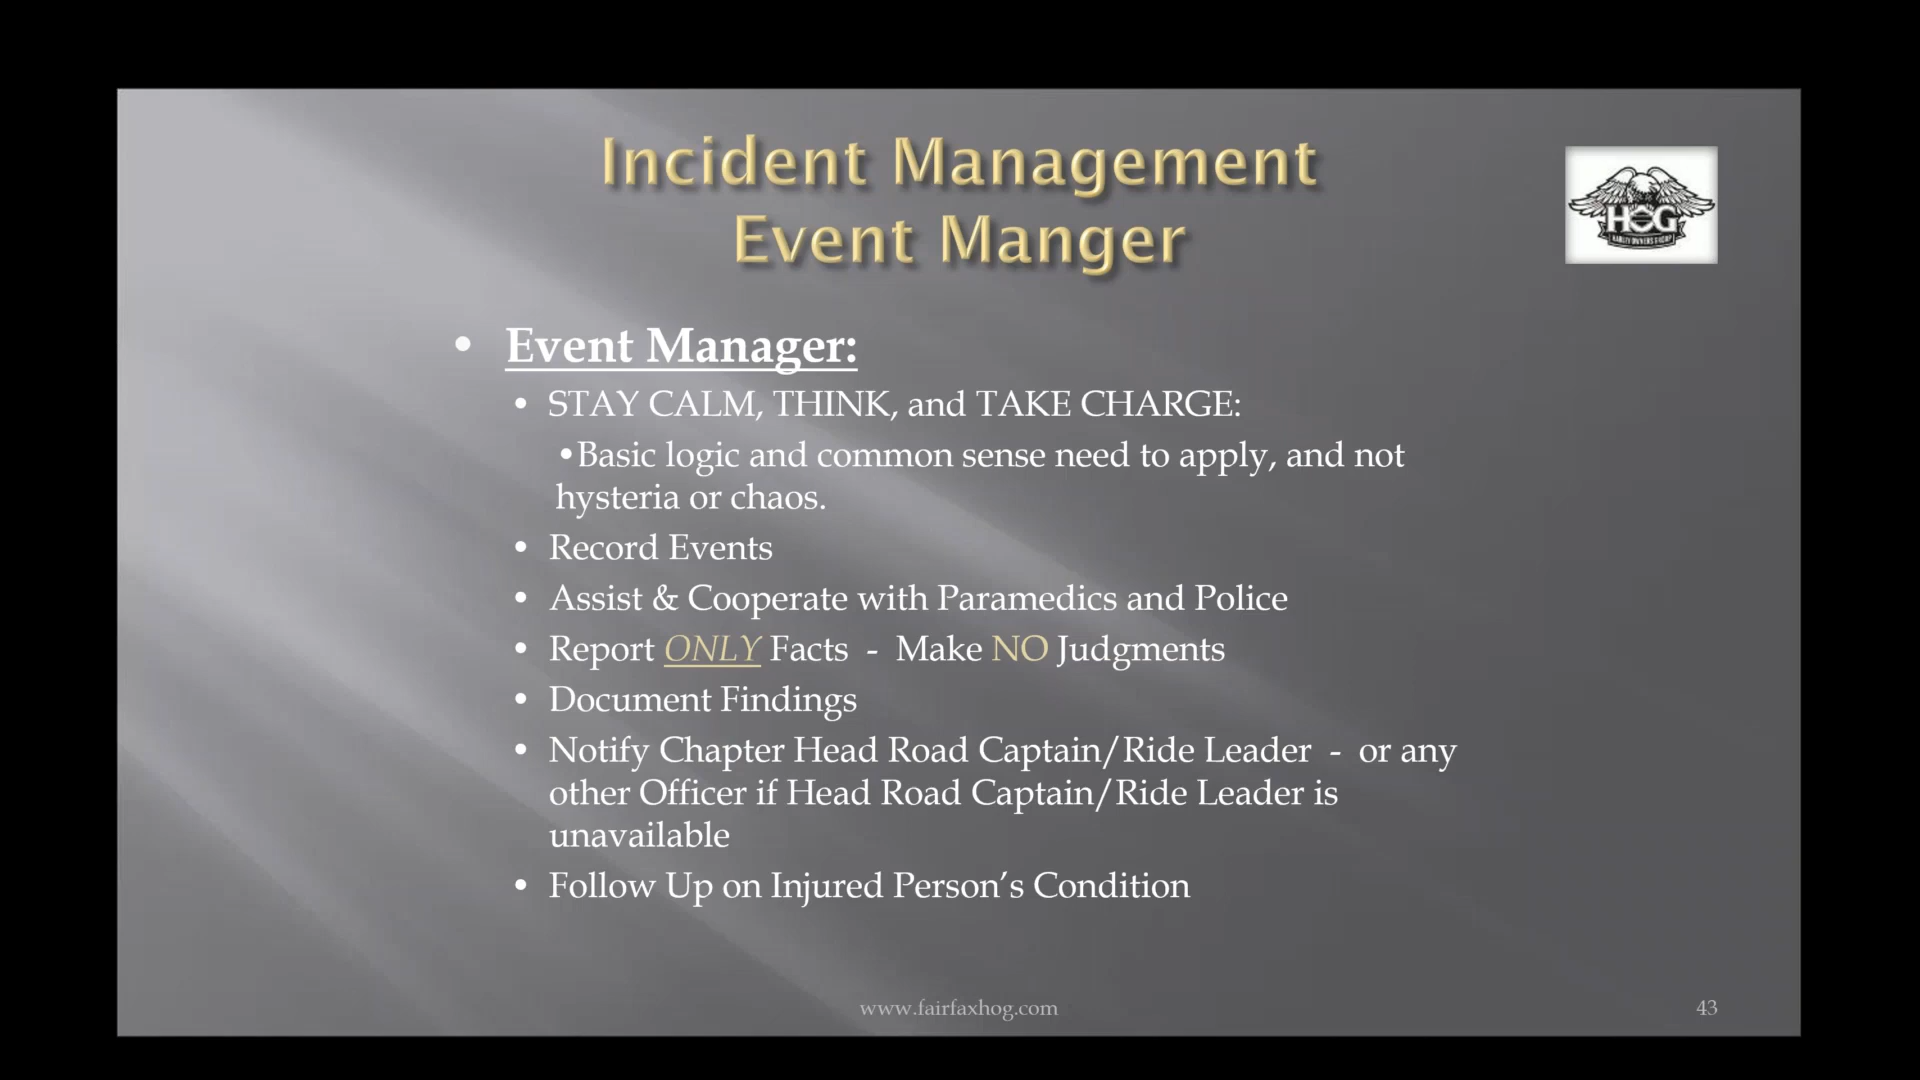 Incident Management
Event Manger
HOG
HARLEY OWNERS GROUP
• Event Manager:
• STAY CALM, THINK, and TAKE CHARGE:
•Basic logic and common sense need to apply, and not
hysteria or chaos.
• Record Events
• Assist & Cooperate with Paramedics and Police
• Report ONLY Facts - Make NO Judgments
• Document Findings
• Notify Chapter Head Road Captain/Ride Leader - or any
other Officer if Head Road Captain/Ride Leader is
unavailable
• Follow Up on Injured Person’s Condition
www.fairfaxhog.com
43